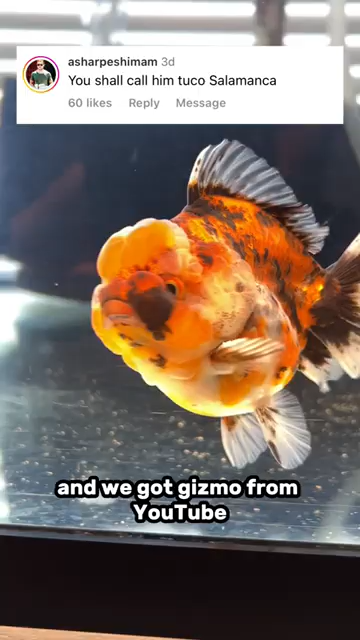 asharpeshimam 3d
You shall call him tuco Salamanca
60 likes Reply Message
and we got gizmo from
YouTube